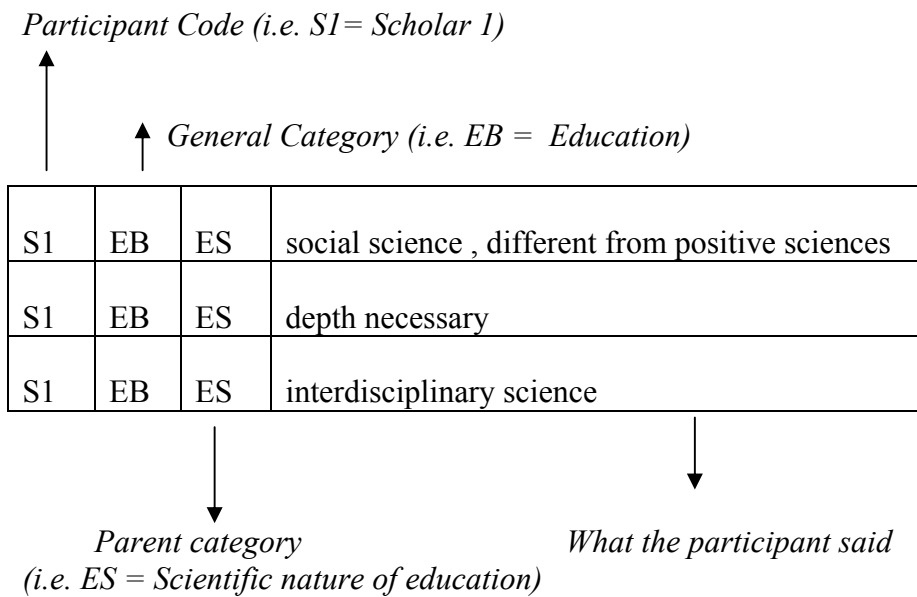 Participant Code (i.e. S1= Scholar 1)
General Category (i.e. EB = Education)
S1 EB ES social science , different from positive sciences
S1 EB ES depth necessary
S1 EB ES interdisciplinary science
Parent category What the participant said
(i.e. ES = Scientific nature of education)